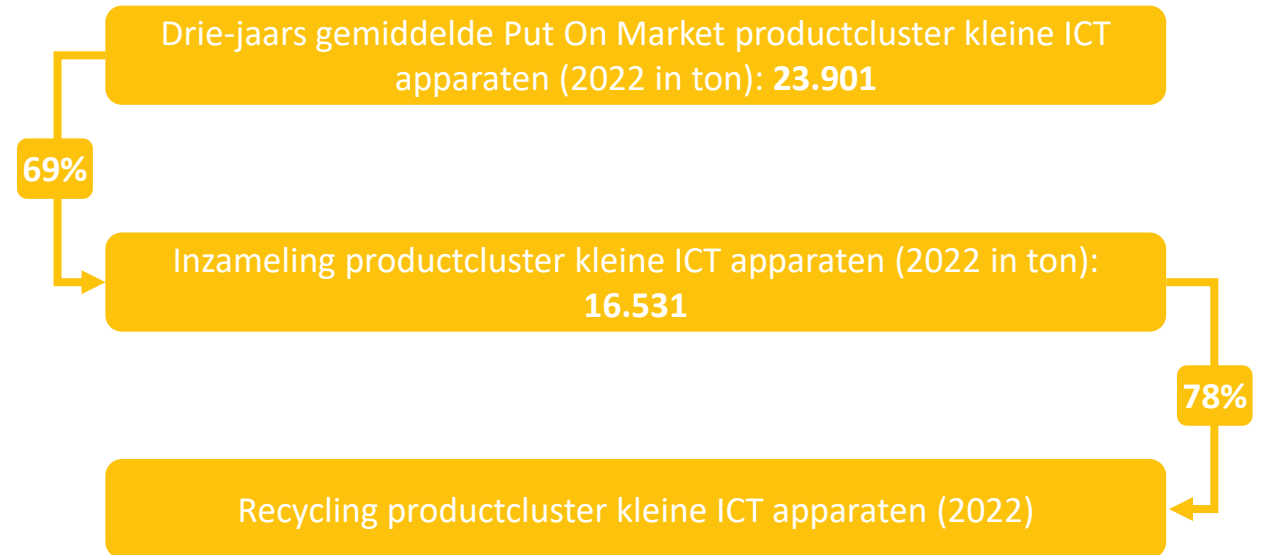 Drie-jaars gemiddelde Put On Market productcluster kleine ICT
apparaten (2022 in ton): 23.901
69%
Inzameling productcluster kleine ICT apparaten (2022 in ton):
16.531
78%
Recycling productcluster kleine ICT apparaten (2022)